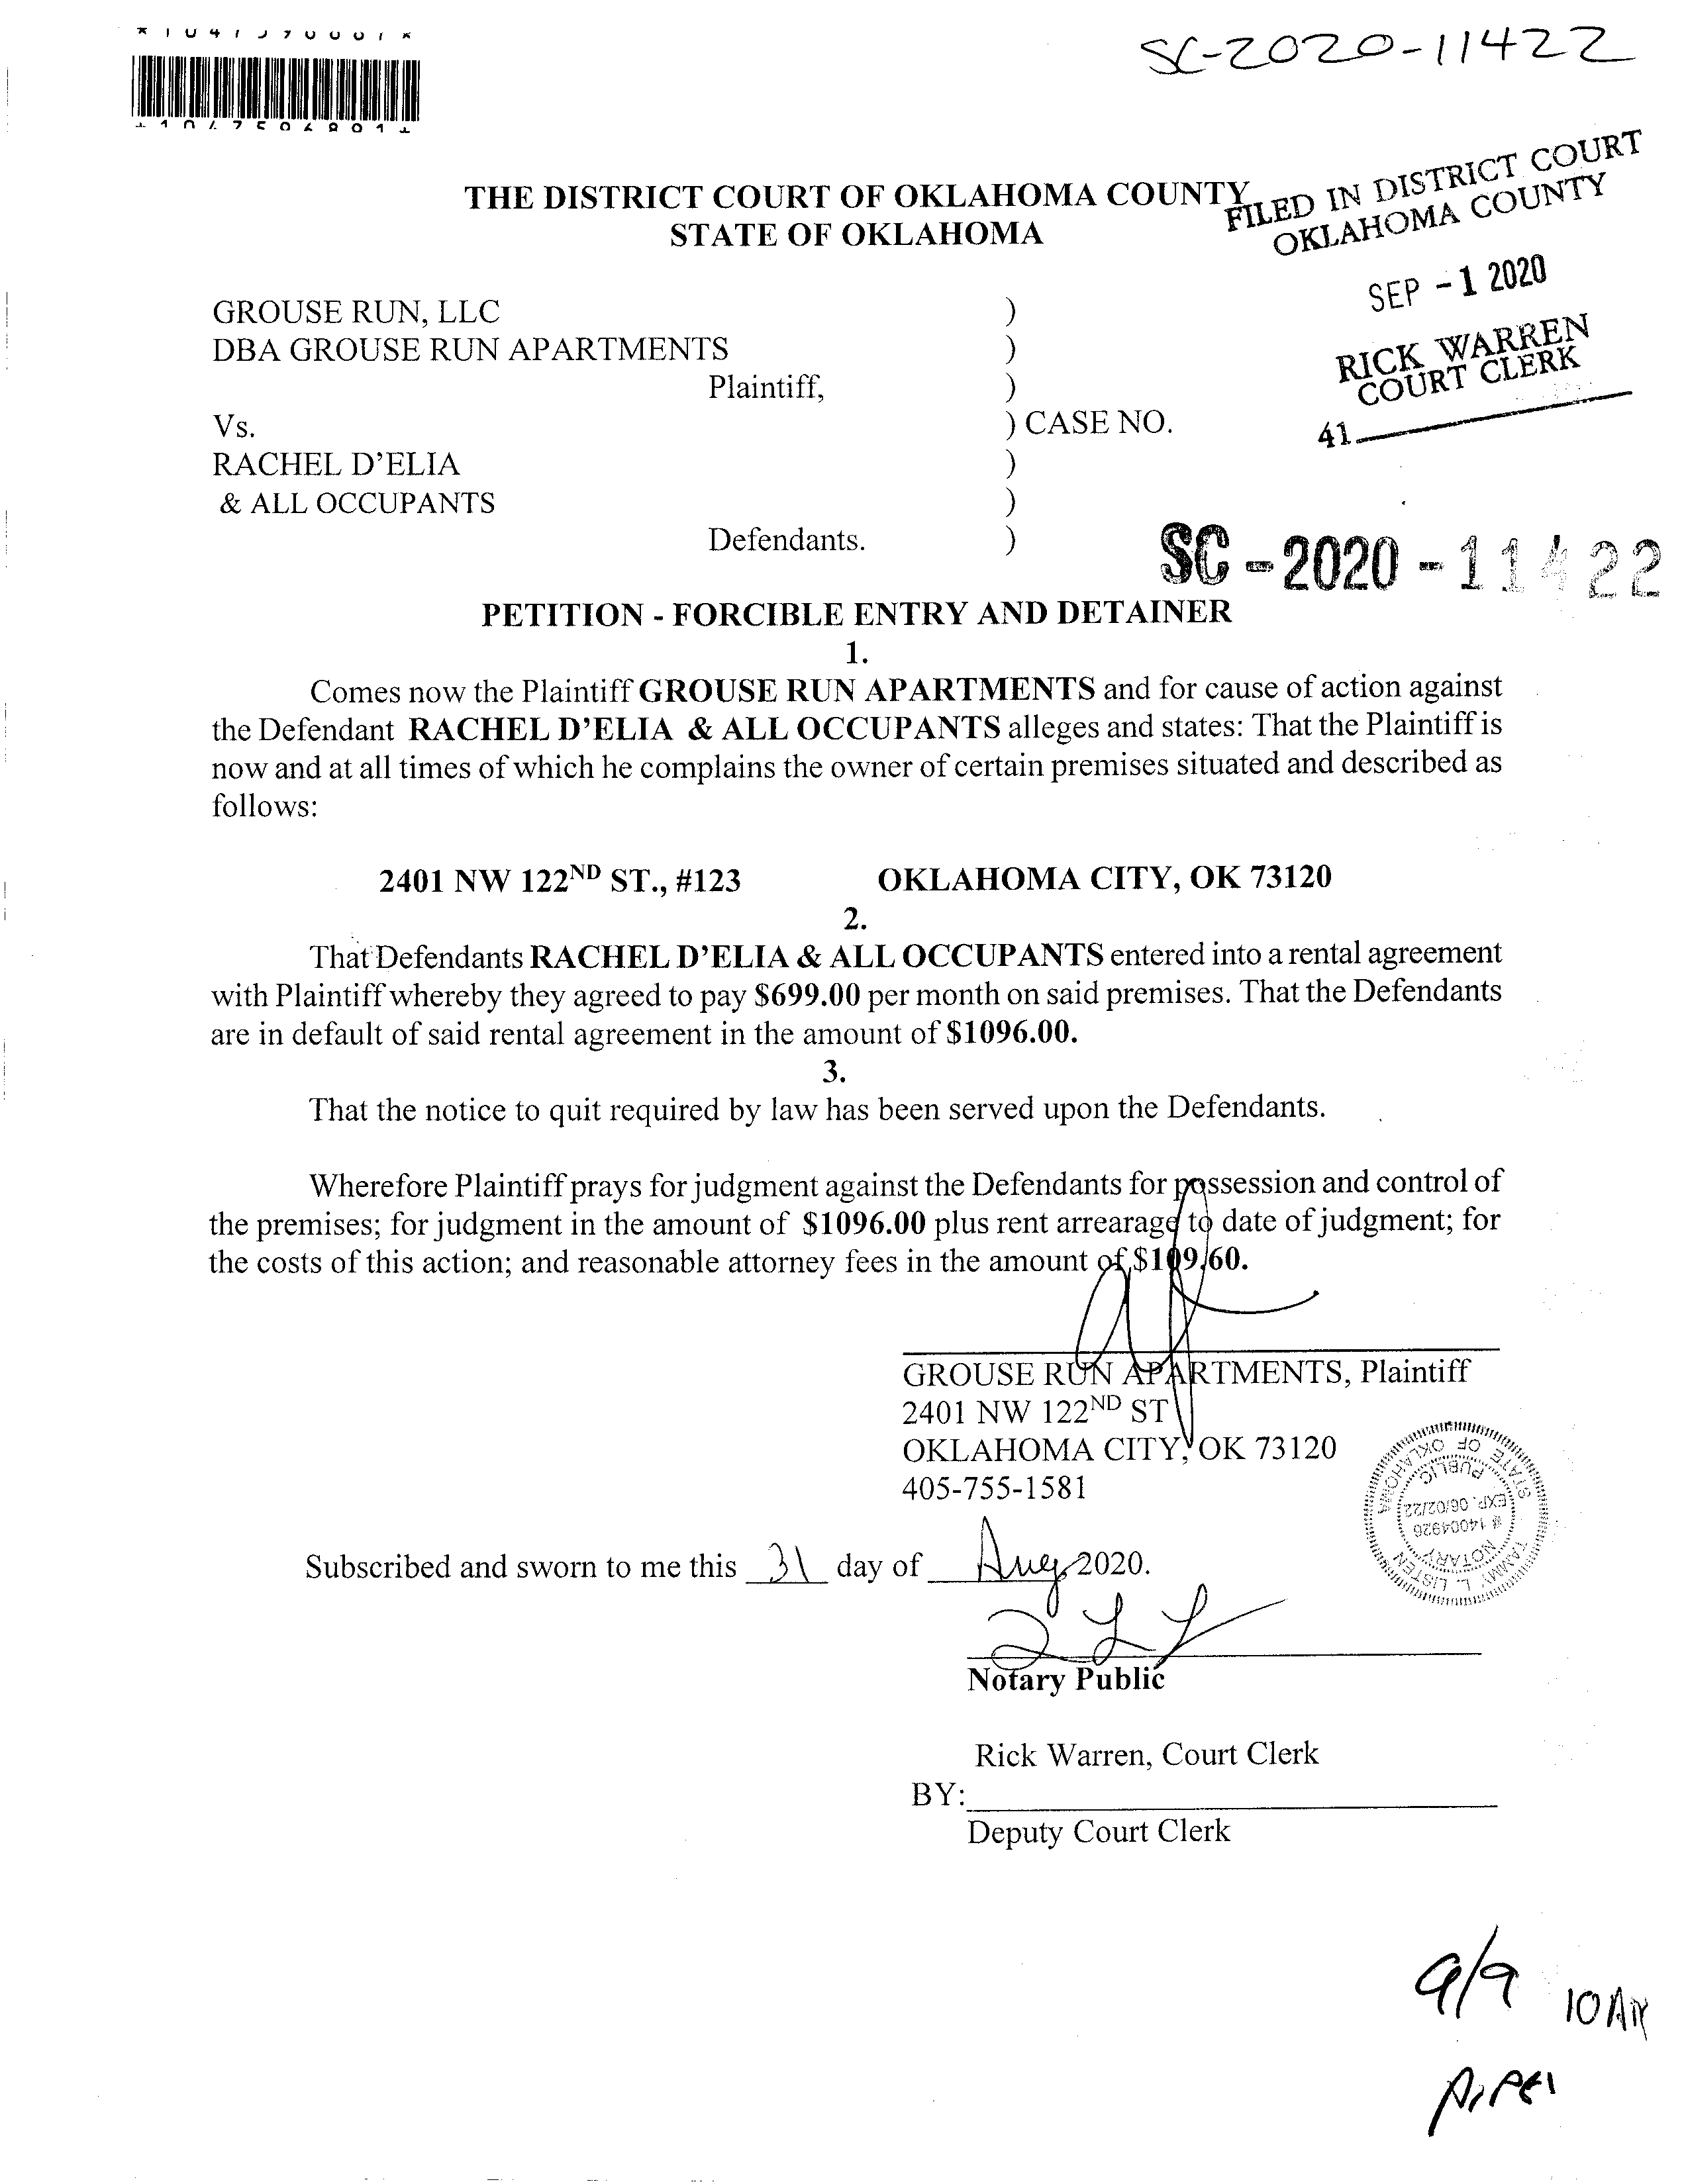 SC-2020-11422
THE DISTRICT COURT OF OKLAHOMA COUNTY
STATE OF OKLAHOMA
FILED IN DISTRICT COURT
OKLAHOMA COUNTY
SEP -1 2020
RICK WARREN
COURT CLERK
41
GROUSE RUN, LLC )
DBA GROUSE RUN APARTMENTS )
Plaintiff, )
Vs. ) CASE NO.
RACHEL D'ELIA )
& ALL OCCUPANTS )
Defendants. )
SC-2020-11422
PETITION - FORCIBLE ENTRY AND DETAINER
1.
Comes now the Plaintiff GROUSE RUN APARTMENTS and for cause of action against
the Defendant RACHEL D'ELIA & ALL OCCUPANTS alleges and states: That the Plaintiff is
now and at all times of which he complains the owner of certain premises situated and described as
follows:
2401 NW 122ND ST., #123 OKLAHOMA CITY, OK 73120
2.
That Defendants RACHEL D'ELIA & ALL OCCUPANTS entered into a rental agreement
with Plaintiff whereby they agreed to pay $699.00 per month on said premises. That the Defendants
are in default of said rental agreement in the amount of $1096.00.
3.
That the notice to quit required by law has been served upon the Defendants.
Wherefore Plaintiff prays for judgment against the Defendants for possession and control of
the premises; for judgment in the amount of $1096.00 plus rent arrearage to date of judgment; for
the costs of this action; and reasonable attorney fees in the amount of $109.60.
GROUSE RUN APARTMENTS, Plaintiff
2401 NW 122ND ST
OKLAHOMA CITY, OK 73120
405-755-1581
TAMMY L. LISTEN
STATE OF OKLAHOMA
NOTARY
# 14004926
EXP. 06/02/22
PUBLIC
Subscribed and sworn to me this 31 day of Aug 2020.
Notary Public
Rick Warren, Court Clerk
BY:
Deputy Court Clerk
9/9 10AM